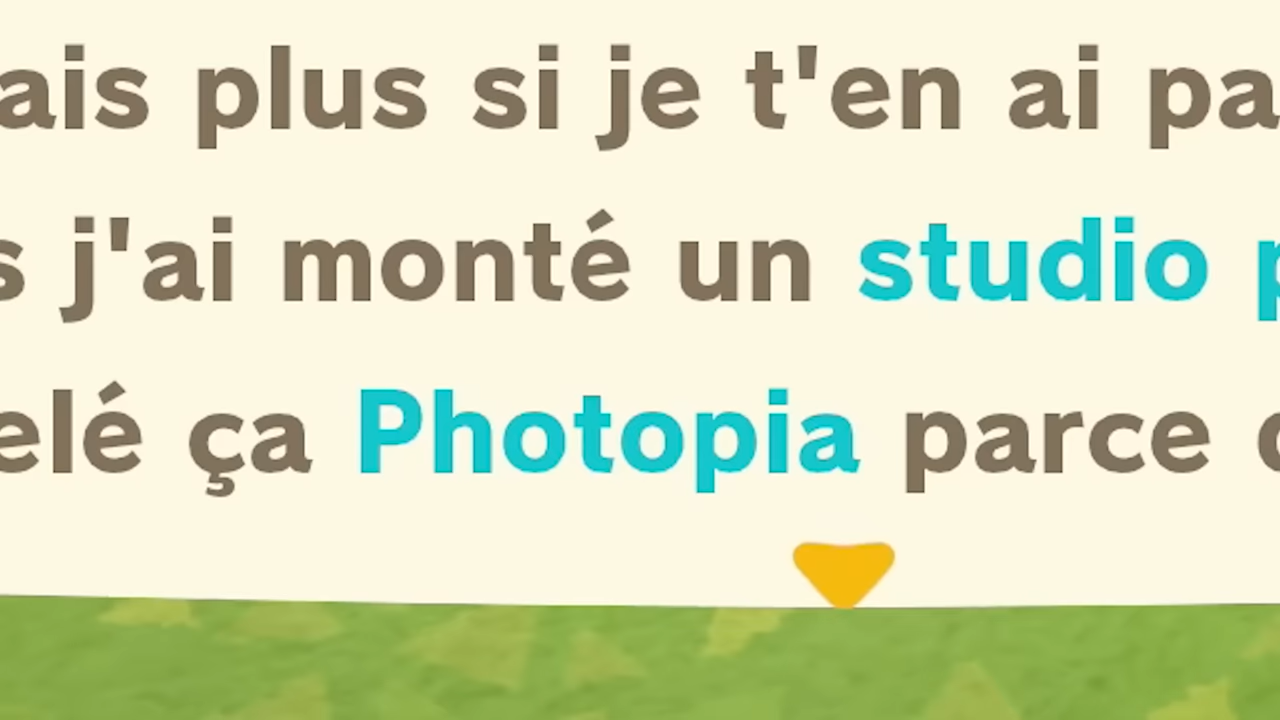 ais plus si je t'en ai pa
s j'ai monté un studio p
elé ça Photopia parce